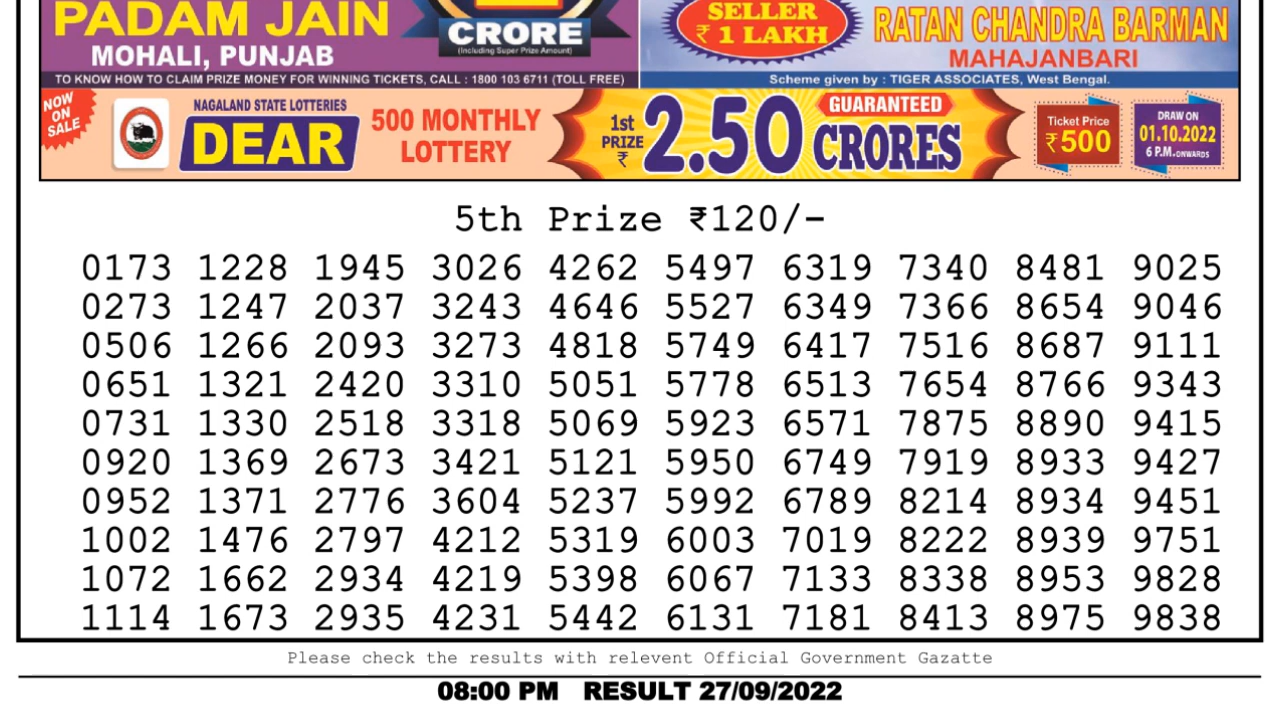 PADAM JAIN
MOHALI, PUNJAB
CRORE
(Including Super Prize Amount)
SELLER
₹ 1 LAKH
RATAN CHANDRA BARMAN
MAHAJANBARI
TO KNOW HOW TO CLAIM PRIZE MONEY FOR WINNING TICKETS, CALL : 1800 103 6711 (TOLL FREE)
Scheme given by : TIGER ASSOCIATES, West Bengal.
NOW
ON
SALE
NAGALAND STATE LOTTERIES
DEAR
500 MONTHLY
LOTTERY
1st
PRIZE
₹
2.50
GUARANTEED
CRORES
Ticket Price
₹500
DRAW ON
01.10.2022
6 P.M. ONWARDS
5th Prize ₹120/-
0173 1228 1945 3026 4262 5497 6319 7340 8481 9025
0273 1247 2037 3243 4646 5527 6349 7366 8654 9046
0506 1266 2093 3273 4818 5749 6417 7516 8687 9111
0651 1321 2420 3310 5051 5778 6513 7654 8766 9343
0731 1330 2518 3318 5069 5923 6571 7875 8890 9415
0920 1369 2673 3421 5121 5950 6749 7919 8933 9427
0952 1371 2776 3604 5237 5992 6789 8214 8934 9451
1002 1476 2797 4212 5319 6003 7019 8222 8939 9751
1072 1662 2934 4219 5398 6067 7133 8338 8953 9828
1114 1673 2935 4231 5442 6131 7181 8413 8975 9838
Please check the results with relevent Official Government Gazatte
08:00 PM RESULT 27/09/2022